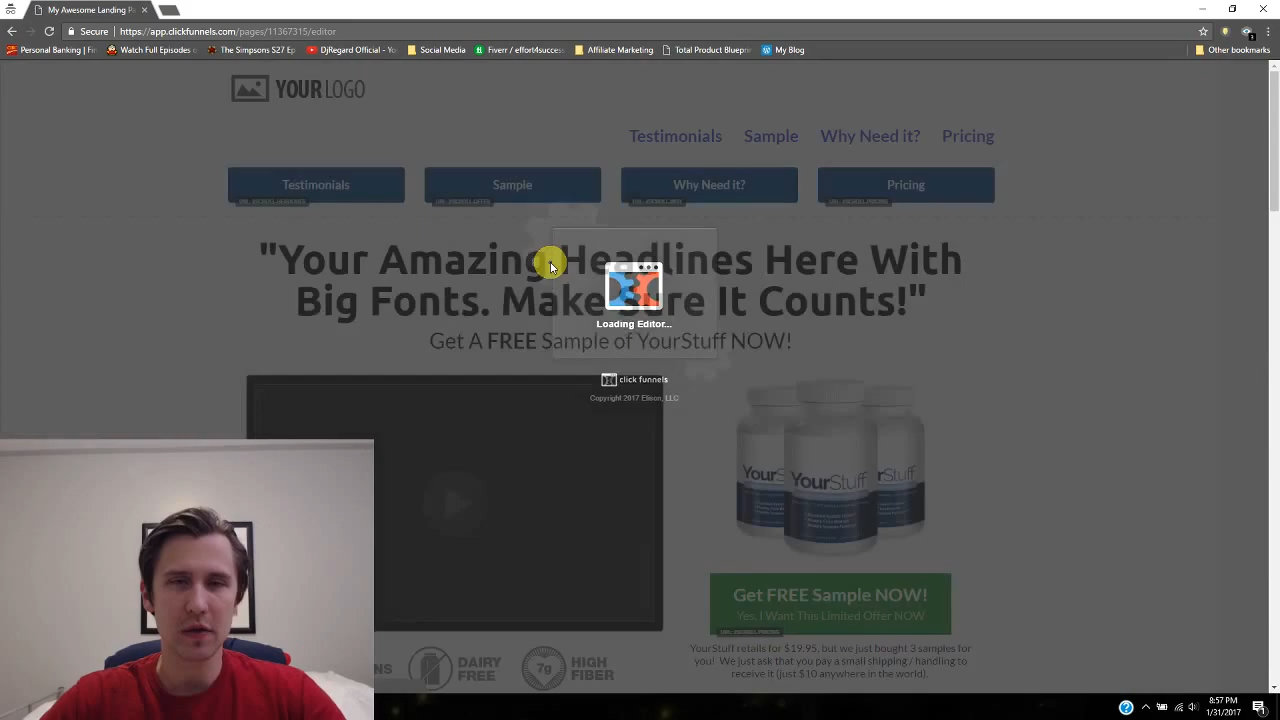 My Awesome Landing P
Secure
https://app.clickfunnels.com/pages/11367315/editor
Personal Banking | Fin
Watch Full Episodes o
The Simpsons S27 Ep
DjRegard Official - Yo
Social Media
Fiverr / effort4success
Affiliate Marketing
Total Product Bluepri
My Blog
Other bookmarks
YOUR LOGO
Testimonials Sample Why Need it? Pricing
Testimonials Sample Why Need it? Pricing
"Your Amazing Headlines Here With
Big Fonts. Make Sure It Counts!"
Loading Editor...
Get A FREE Sample of YourStuff NOW!
click funnels
Copyright 2017 Etison, LLC
YourStuff
Get FREE Sample NOW!
Yes, I Want This Limited Offer NOW
YourStuff retails for $19.95, but we just bought 3 samples for
you! We just ask that you pay a small shipping / handling to
receive it (just $10 anywhere in the world).
NS
DAIRY
FREE
7g
HIGH
FIBER
8:57 PM
1/31/2017